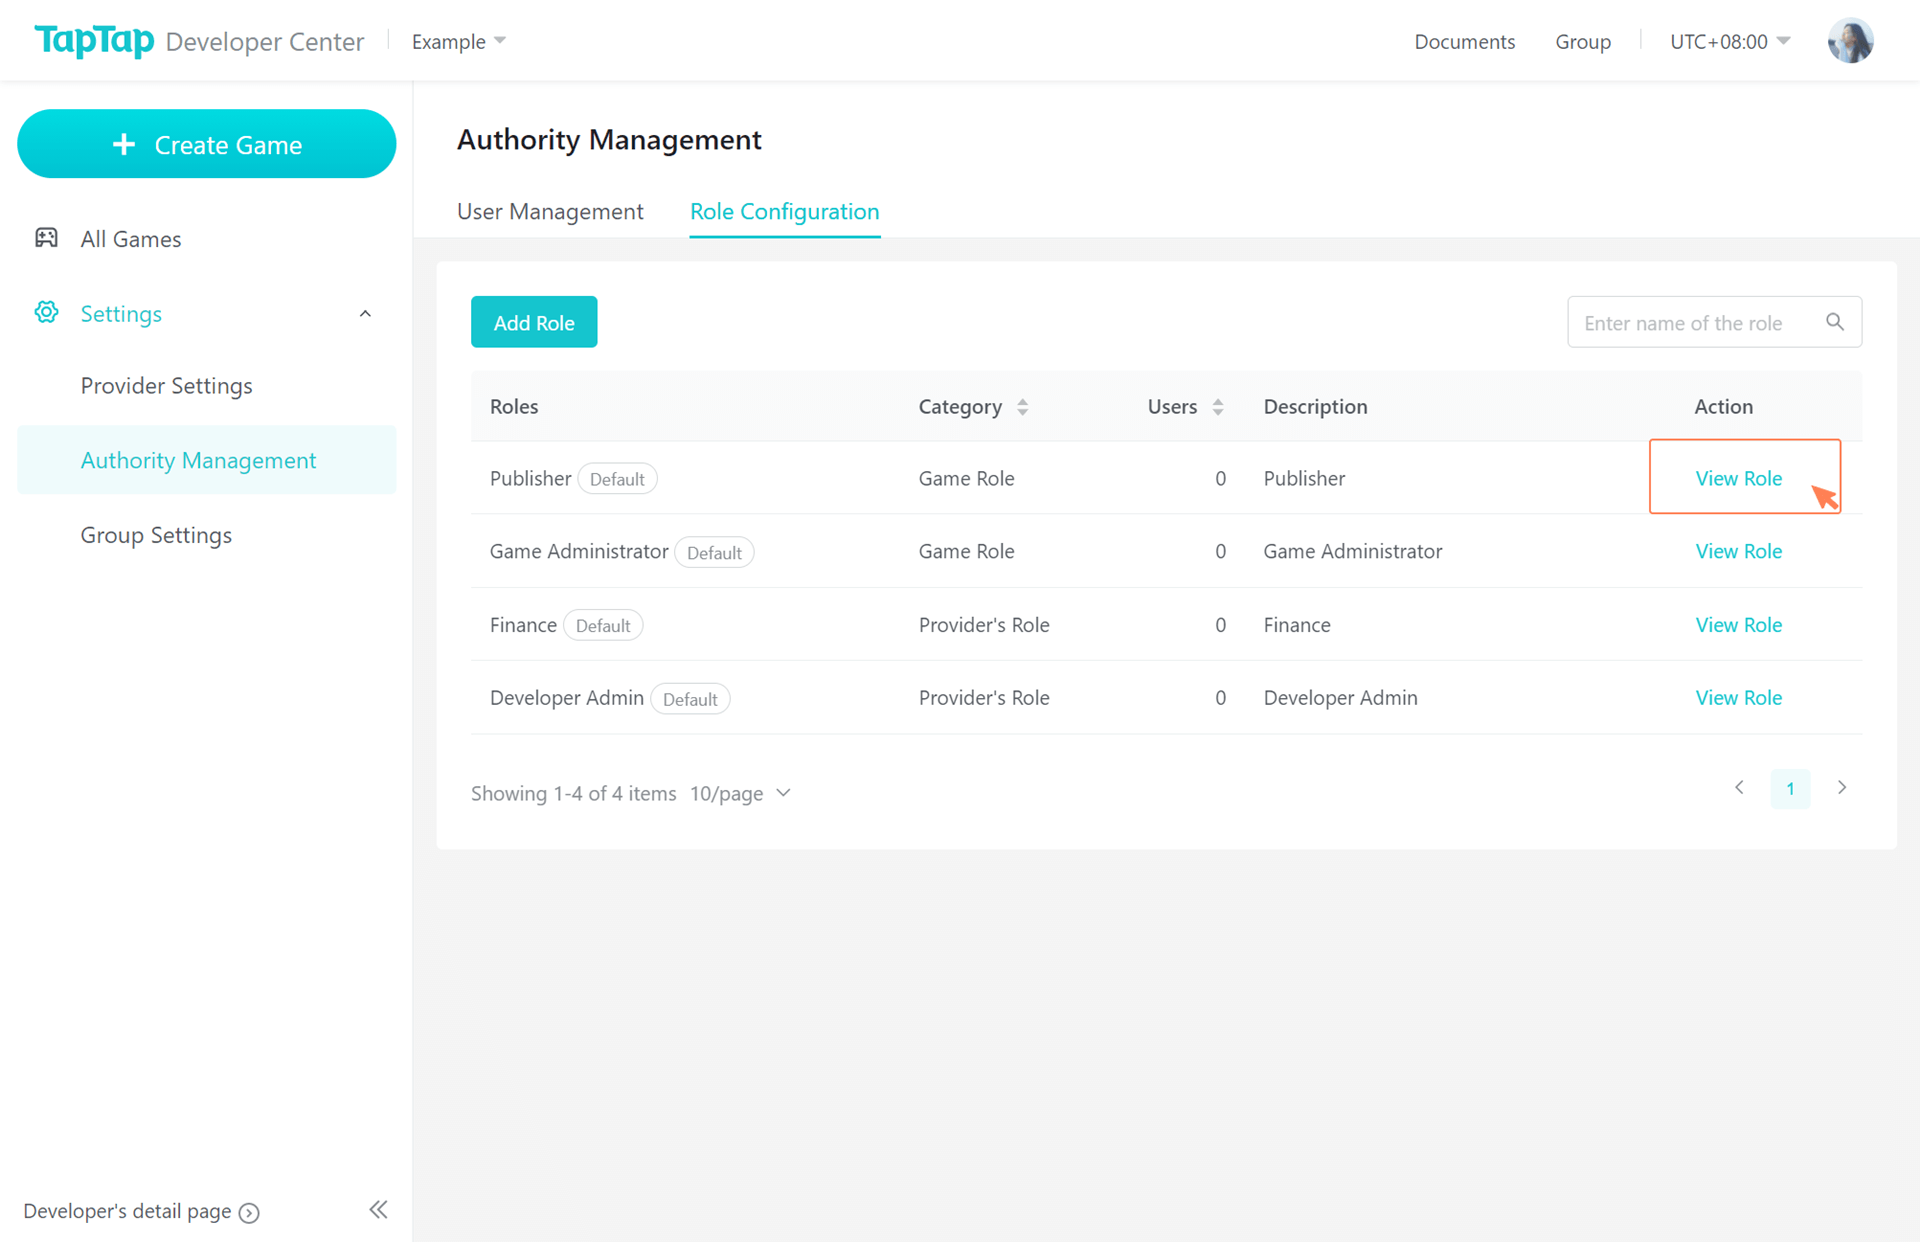 TapTap Developer Center Example Documents Group UTC+08:00
Create Game
All Games
Settings
Provider Settings
Authority Management
Group Settings
Developer's detail page
Authority Management
User Management Role Configuration
Add Role Enter name of the role
Roles Category Users Description Action
Publisher Default Game Role 0 Publisher View Role
Game Administrator Default Game Role 0 Game Administrator View Role
Finance Default Provider's Role 0 Finance View Role
Developer Admin Default Provider's Role 0 Developer Admin View Role
Showing 1-4 of 4 items 10/page 1